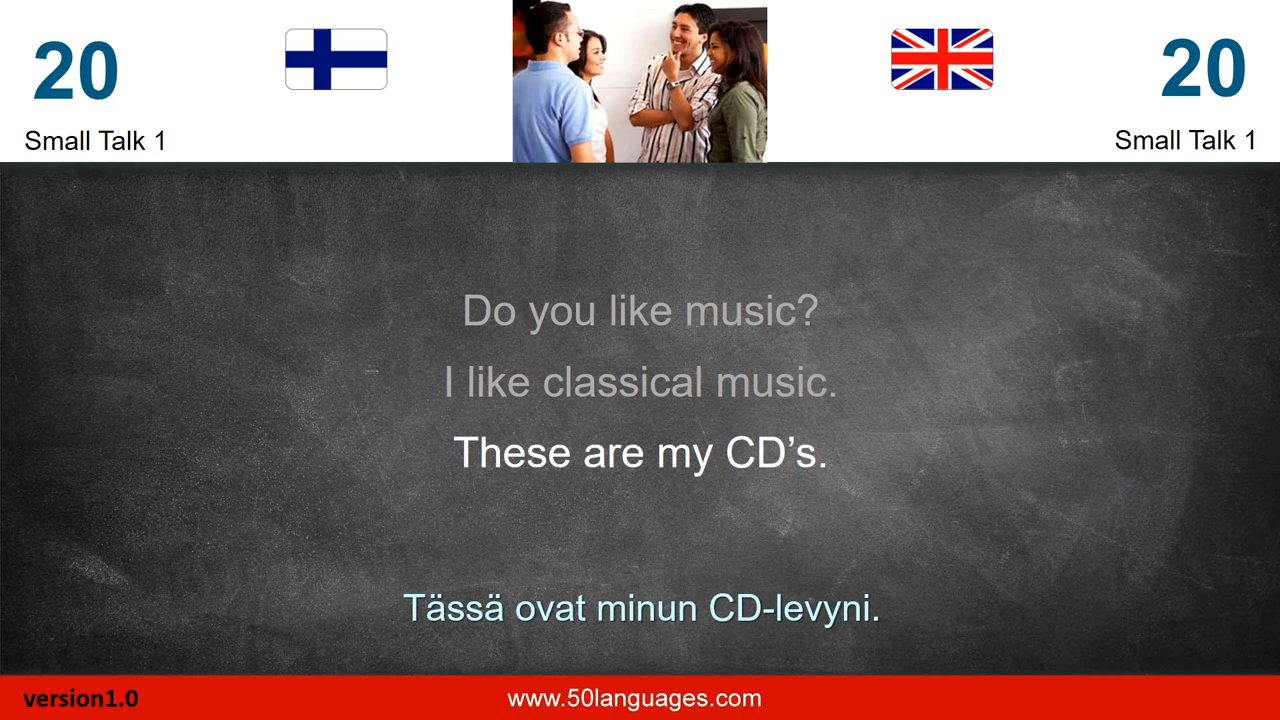 20
Small Talk 1
20
Small Talk 1
Do you like music?
I like classical music.
These are my CD’s.
Tässä ovat minun CD-levyni.
version1.0
www.50languages.com